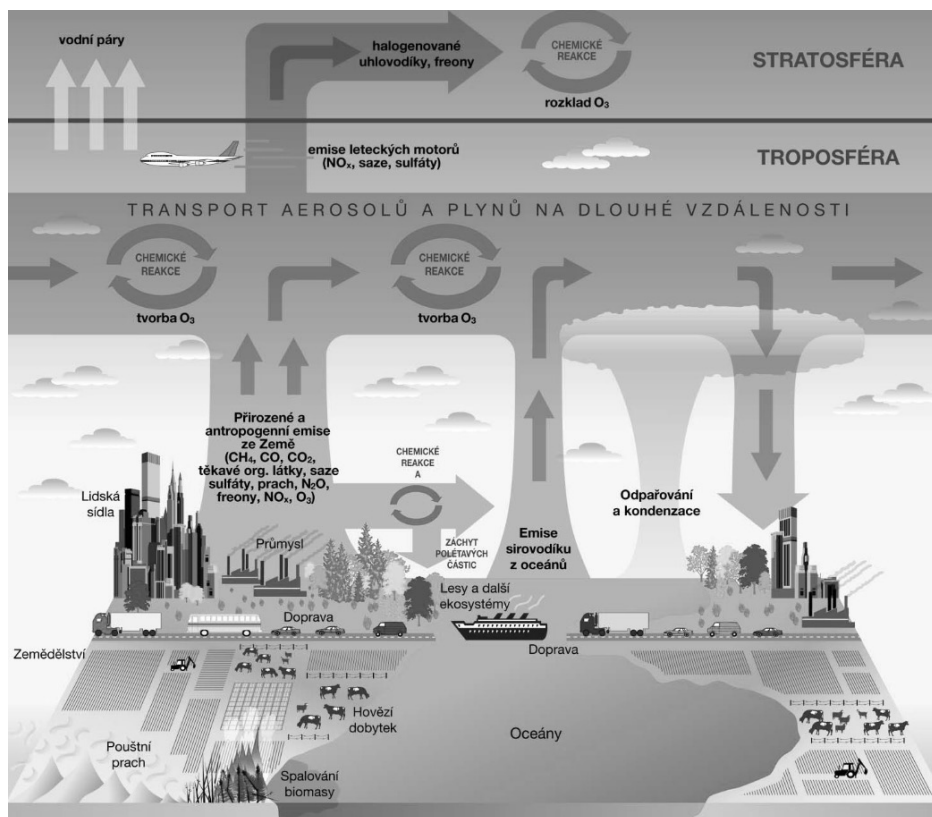 vodní páry
halogenované
uhlovodíky, freony
CHEMICKÉ
REAKCE
rozklad O₃
STRATOSFÉRA
emise leteckých motorů
(NOₓ, saze, sulfáty)
TROPOSFÉRA
TRANSPORT AEROSOLŮ A PLYNŮ NA DLOUHÉ VZDÁLENOSTI
CHEMICKÉ
REAKCE
tvorba O₃
CHEMICKÉ
REAKCE
tvorba O₃
Přirozené a
antropogenní emise
ze Země
(CH₄, CO, CO₂,
těkavé org. látky, saze
sulfáty, prach, N₂O,
freony, NOₓ, O₃)
CHEMICKÉ
REAKCE
A
ZÁCHYT
POLÉTAVÝCH
ČÁSTIC
Lidská
sídla
Průmysl
Emise
sirovodíku
z oceánů
Odpařování
a kondenzace
Lesy a další
ekosystémy
Doprava
Doprava
Zemědělství
Hovězí
dobytek
Oceány
Pouštní
prach
Spalování
biomasy